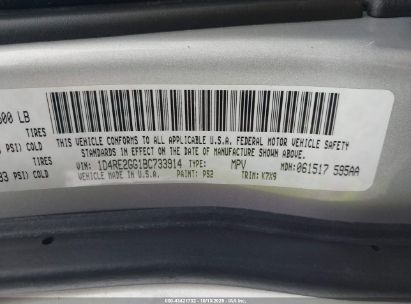 600 LB
TIRES
PSI) COLD
TIRES
33 PSI) COLD
THIS VEHICLE CONFORMS TO ALL APPLICABLE U.S.A. FEDERAL MOTOR VEHICLE SAFETY
STANDARDS IN EFFECT ON THE DATE OF MANUFACTURE SHOWN ABOVE.
VIN: 1D4RE2GG1BC733914 TYPE: MPV MDH: 061517 595AA
VEHICLE MADE IN U.S.A. PAINT: PS2 TRIM: K7X9